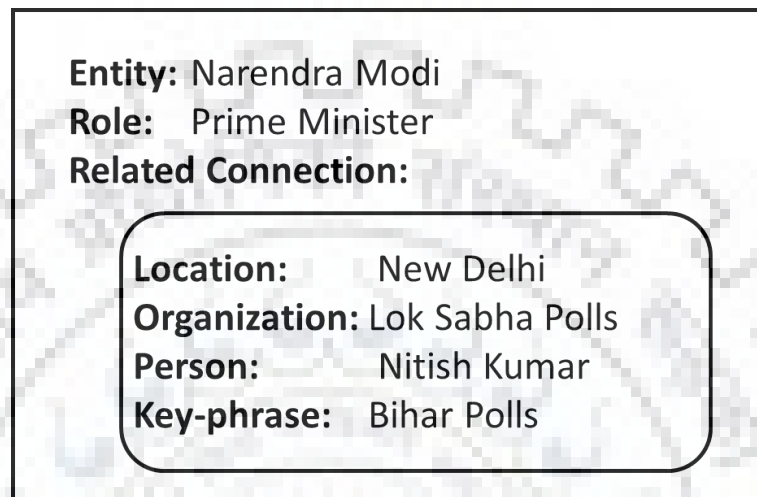 Entity: Narendra Modi
Role: Prime Minister
Related Connection:
Location: New Delhi
Organization: Lok Sabha Polls
Person: Nitish Kumar
Key-phrase: Bihar Polls